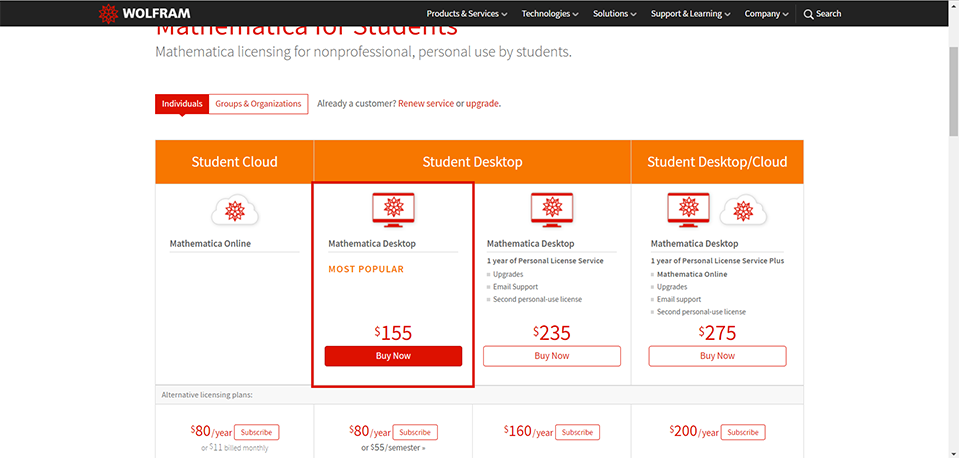 WOLFRAM
Products & Services Technologies Solutions Support & Learning Company Search
Mathematica for Students
Mathematica licensing for nonprofessional, personal use by students.
Individuals Groups & Organizations Already a customer? Renew service or upgrade.
Student Cloud Student Desktop Student Desktop/Cloud
Mathematica Online
Mathematica Desktop
MOST POPULAR
$155
Buy Now
Mathematica Desktop
1 year of Personal License Service
Upgrades
Email Support
Second personal-use license
$235
Buy Now
Mathematica Desktop
1 year of Personal License Service Plus
Mathematica Online
Upgrades
Email support
Second personal-use license
$275
Buy Now
Alternative licensing plans:
$80/year Subscribe
or $11 billed monthly
$80/year Subscribe
or $55/semester »
$160/year Subscribe
$200/year Subscribe